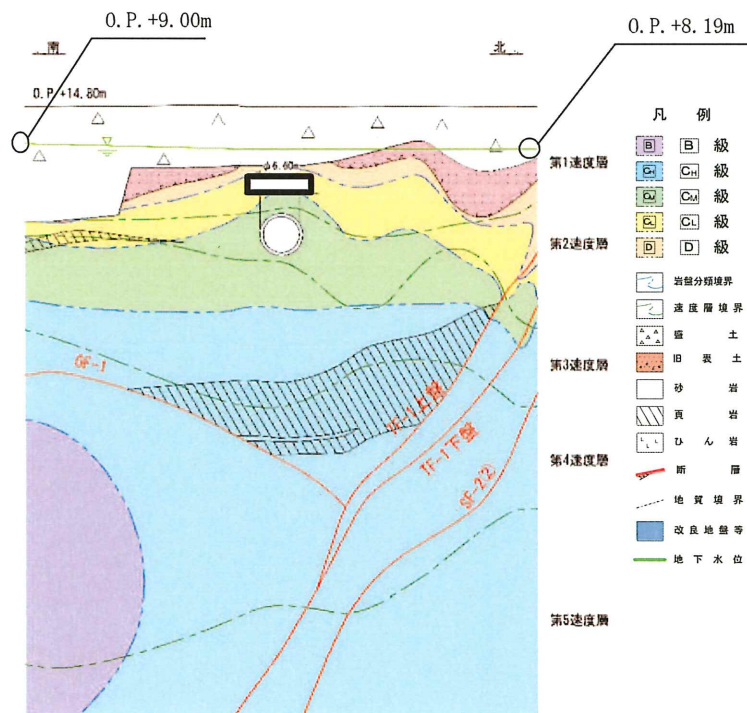 O.P.+9.00m
O.P.+8.19m
南
北
O.P.+14.80m
φ6.60m
第1速度層
第2速度層
第3速度層
第4速度層
第5速度層
OF-1
TF-1上盤
TF-1下盤
SF-2②
凡 例
B B 級
CH CH 級
CM CM 級
CL CL 級
D D 級
岩盤分類境界
速度層境界
盛 土
旧表土
砂 岩
頁 岩
ひん岩
断 層
地質境界
改良地盤等
地下水位